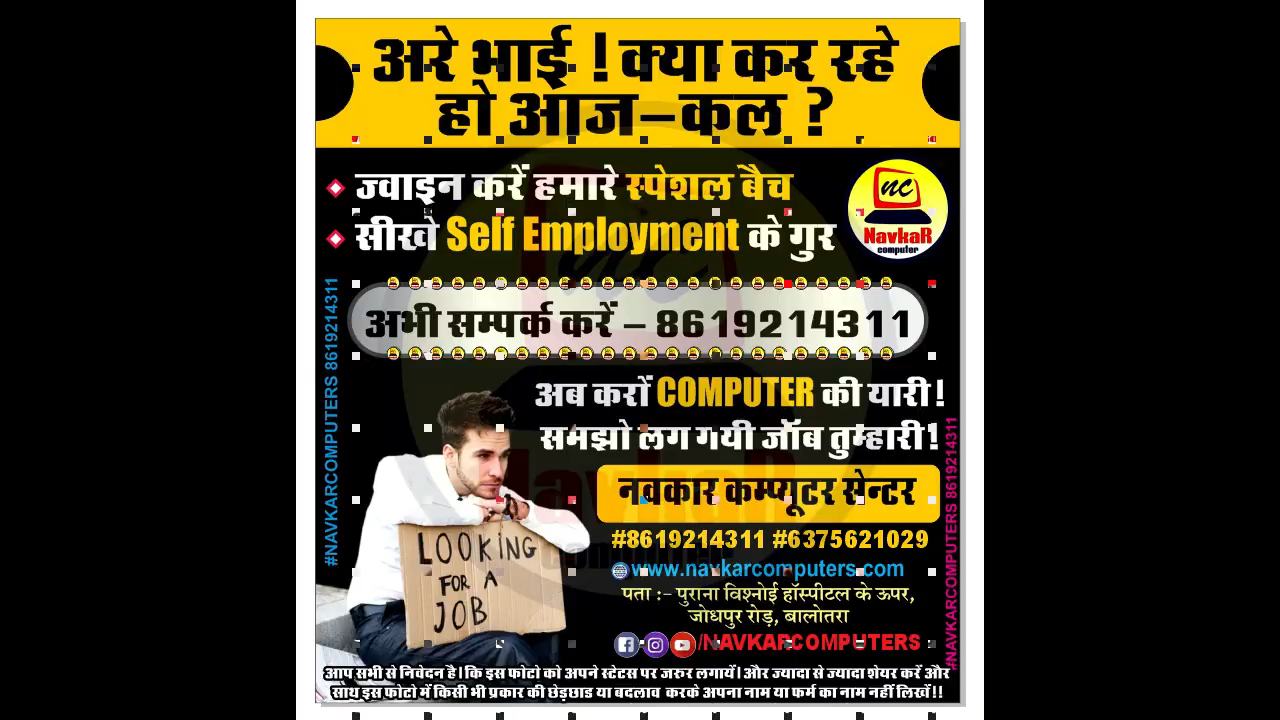 अरे भाई ! क्या कर रहे
हो आज-कल ?
ज्वाइन करें हमारे स्पेशल बैच
सीखे Self Employment के गुर
nc
NavkaR
computer
अभी सम्पर्क करें - 8619214311
अब करों COMPUTER की यारी!
समझो लग गयी जॉब तुम्हारी!
नवकार कम्प्यूटर सेन्टर
#8619214311 #6375621029
www.navkarcomputers.com
पता :- पुराना विश्नोई हॉस्पीटल के ऊपर,
जोधपुर रोड़, बालोतरा
/NAVKARCOMPUTERS
LOOKING
FOR A
JOB
#NAVKARCOMPUTERS 8619214311
#NAVKARCOMPUTERS 8619214311
आप सभी से निवेदन है। कि इस फोटो को अपने स्टेटस पर जरुर लगायें। और ज्यादा से ज्यादा शेयर करें और
साथ इस फोटो में किसी भी प्रकार की छेड़छाड या बदलाव करके अपना नाम या फर्म का नाम नहीं लिखें!!